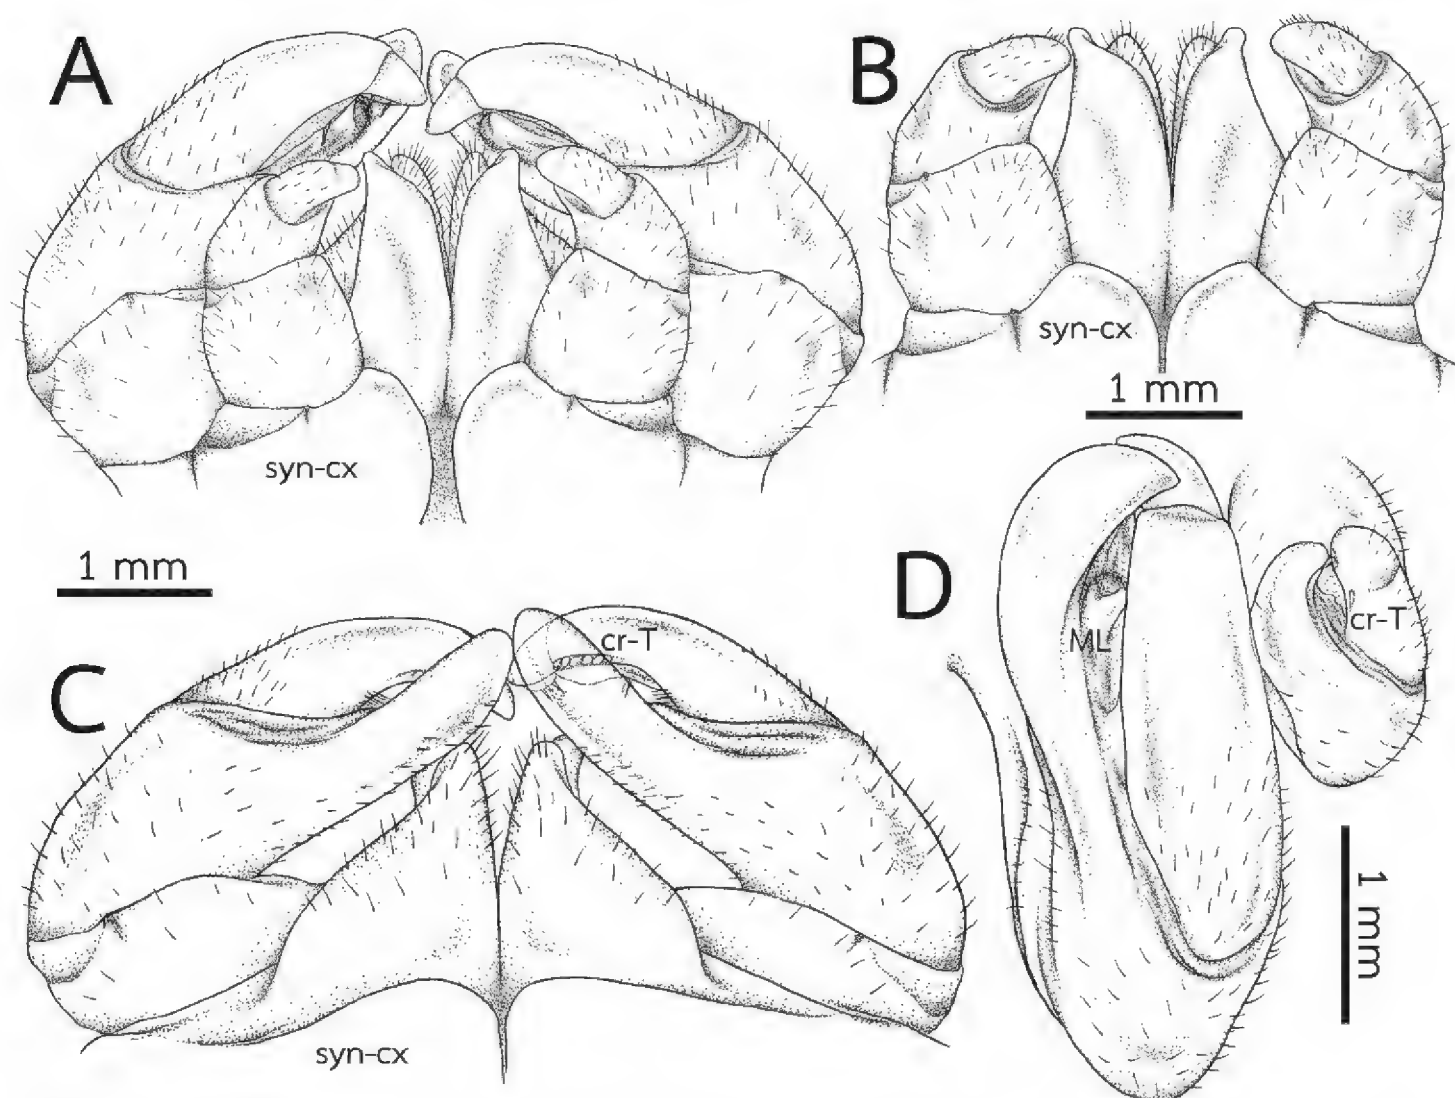 A
B
syn-cx
1 mm
syn-cx
1 mm
D
cr-T
ML
cr-T
C
1 mm
syn-cx